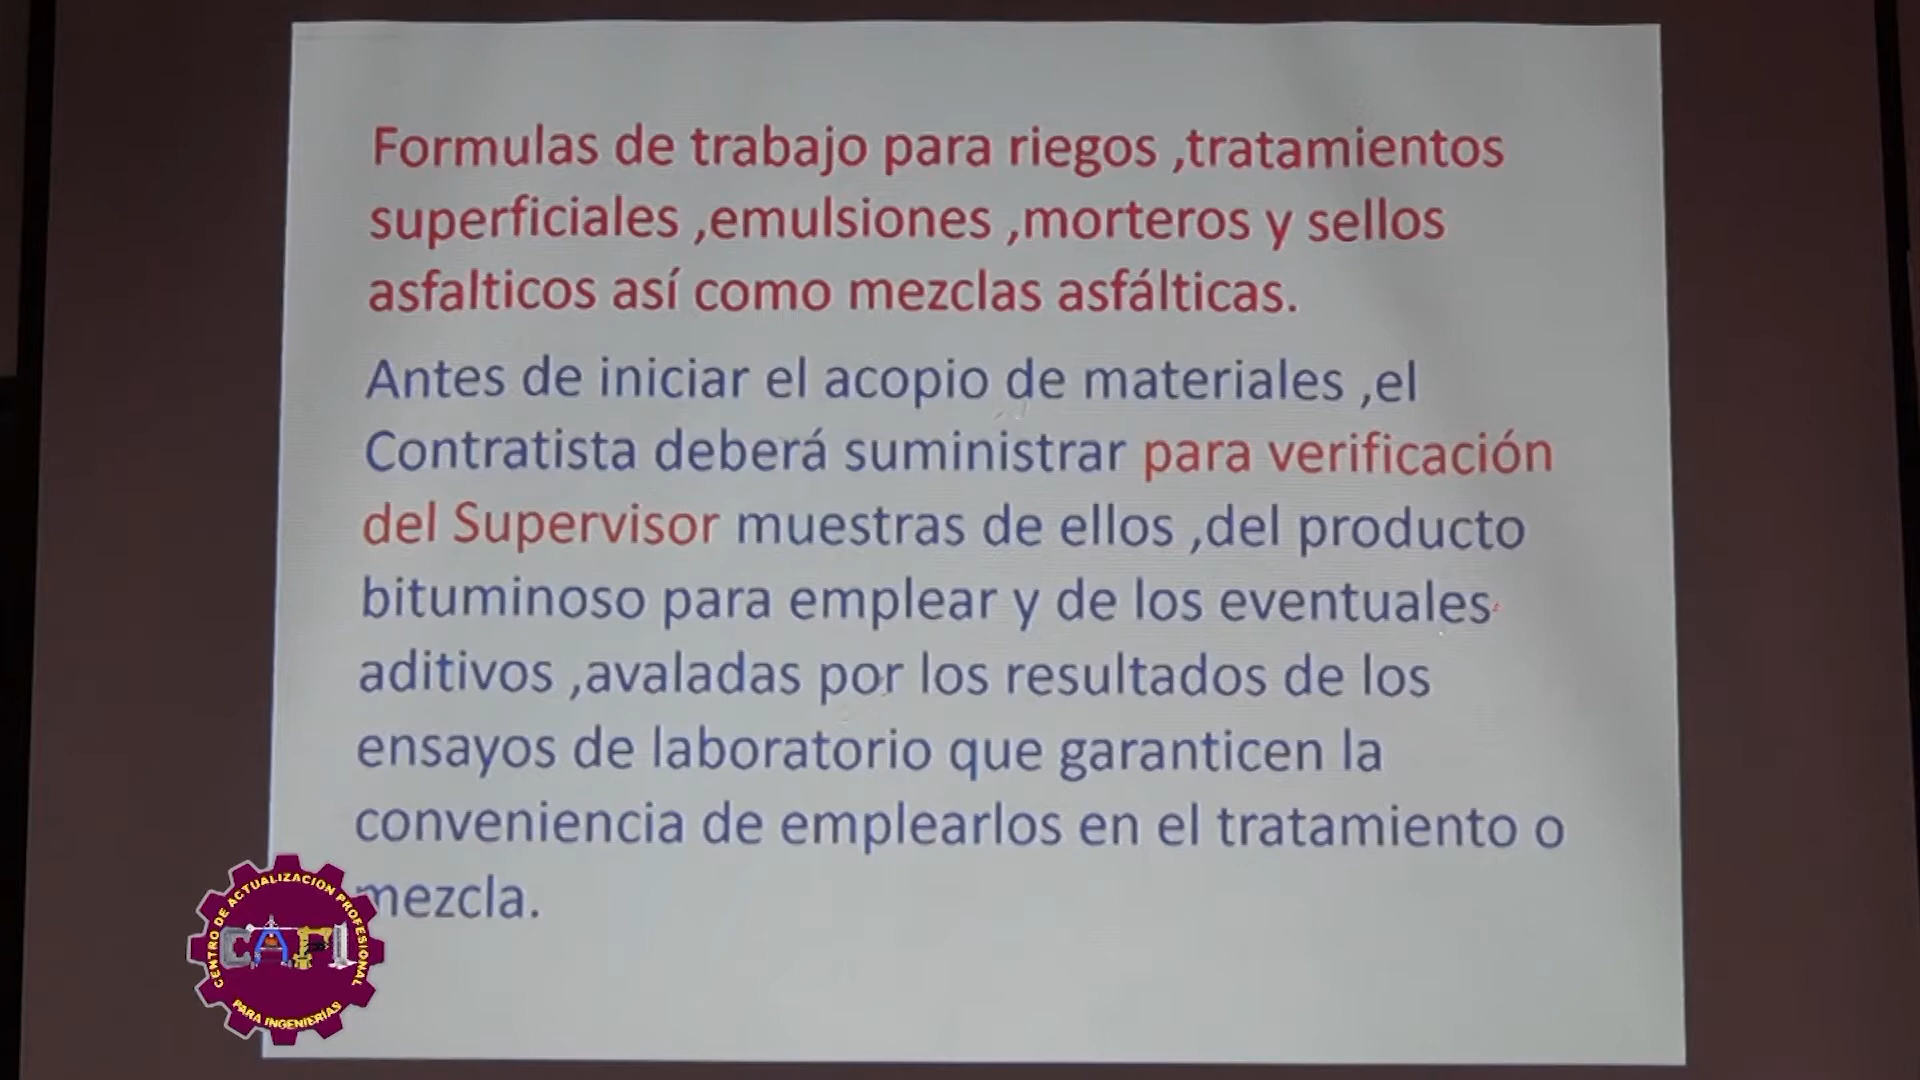 Formulas de trabajo para riegos ,tratamientos
superficiales ,emulsiones ,morteros y sellos
asfalticos así como mezclas asfálticas.
Antes de iniciar el acopio de materiales ,el
Contratista deberá suministrar para verificación
del Supervisor muestras de ellos ,del producto
bituminoso para emplear y de los eventuales
aditivos ,avaladas por los resultados de los
ensayos de laboratorio que garanticen la
conveniencia de emplearlos en el tratamiento o
mezcla.
CENTRO DE ACTUALIZACION PROFESIONAL
CAPI
PARA INGENIERÍAS